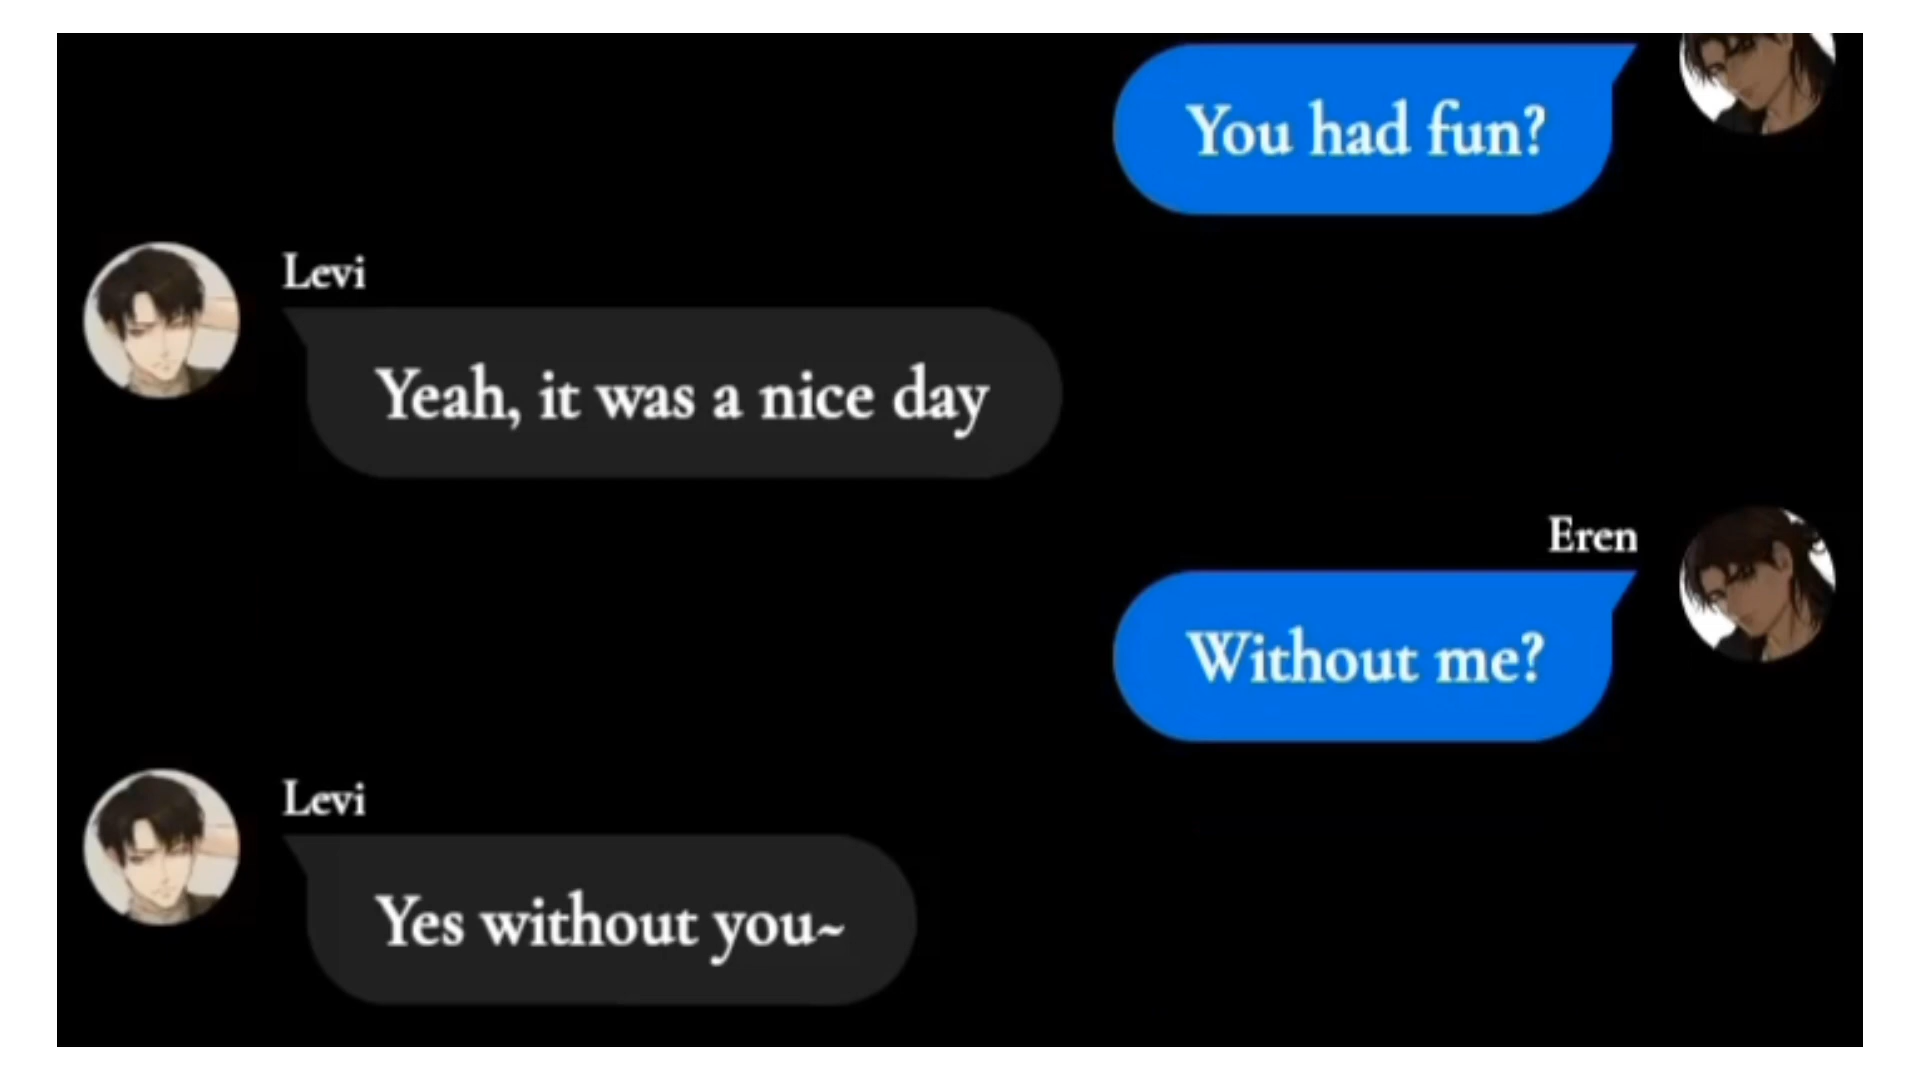 You had fun?
Levi
Yeah, it was a nice day
Eren
Without me?
Levi
Yes without you~